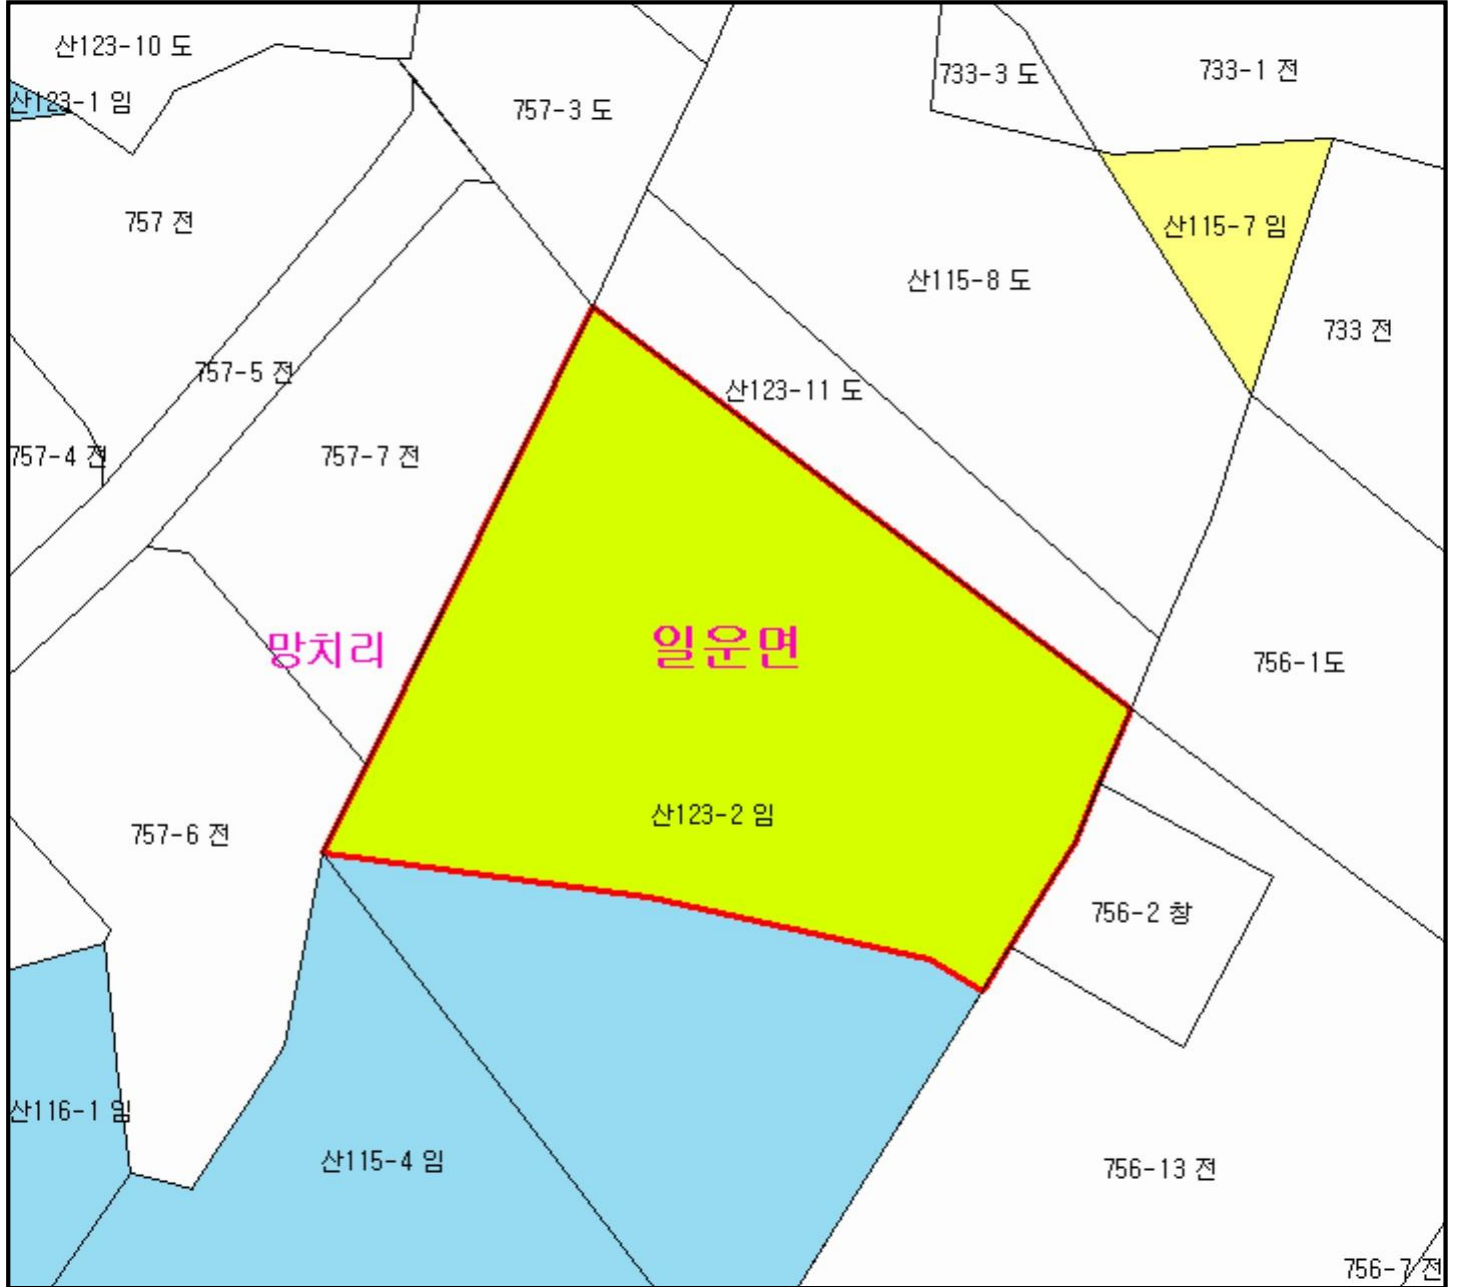 산123-10 도
733-3 도
733-1 전
산123-1 임
757-3 도
757 전
산115-7 임
산115-8 도
733 전
757-5 전
산123-11 도
757-4 전
757-7 전
망치리
일운면
756-1도
산123-2 임
757-6 전
756-2 창
산116-1 임
산115-4 임
756-13 전
756-7 전